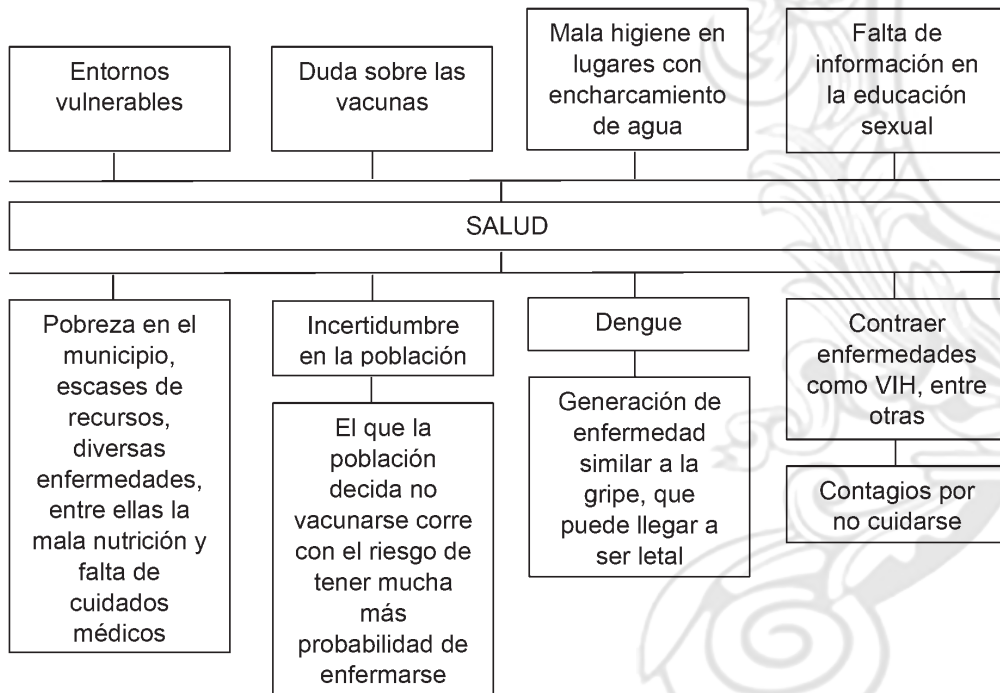 Entornos
vulnerables
Duda sobre las
vacunas
Mala higiene en
lugares con
encharcamiento
de agua
Falta de
información en
la educación
sexual
SALUD
Pobreza en el
municipio,
escases de
recursos,
diversas
enfermedades,
entre ellas la
mala nutrición y
falta de
cuidados
médicos
Incertidumbre
en la población
El que la
población
decida no
vacunarse corre
con el riesgo de
tener mucha
más
probabilidad de
enfermarse
Dengue
Generación de
enfermedad
similar a la
gripe, que
puede llegar a
ser letal
Contraer
enfermedades
como VIH, entre
otras
Contagios por
no cuidarse